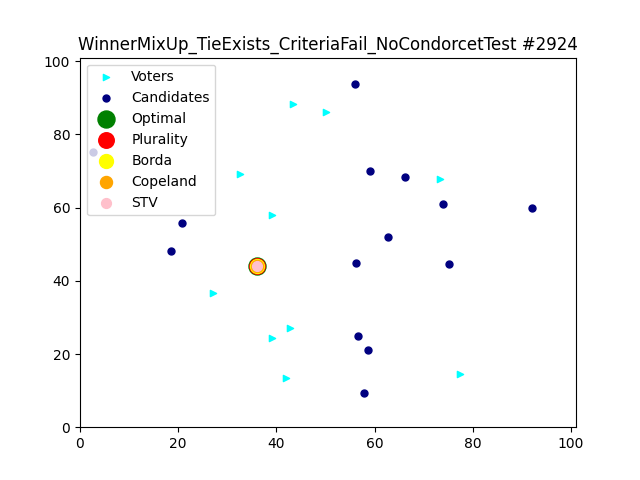 WinnerMixUp_TieExists_CriteriaFail_NoCondorcetTest #2924
Voters
Candidates
Optimal
Plurality
Borda
Copeland
STV
100
80
60
40
20
0
0 20 40 60 80 100